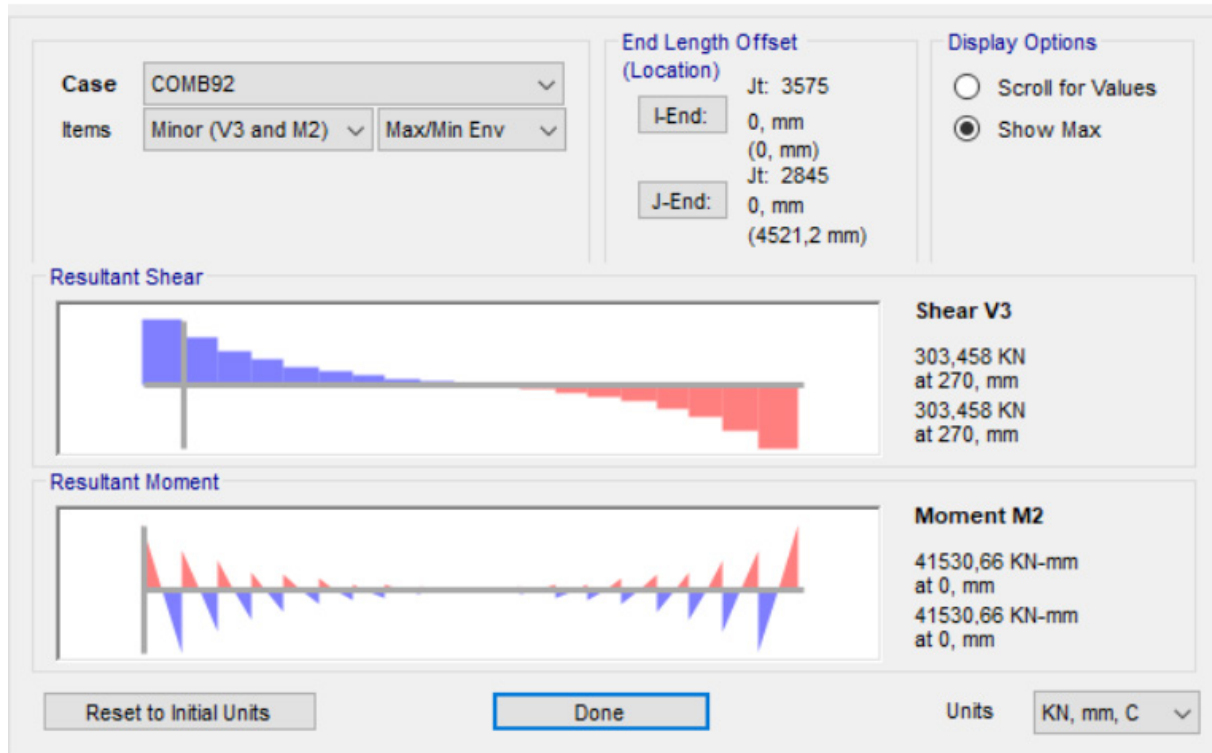 Case
COMB92
Items
Minor (V3 and M2)
Max/Min Env
End Length Offset
(Location)
I-End:
Jt: 3575
0, mm
(0, mm)
J-End:
Jt: 2845
0, mm
(4521,2 mm)
Display Options
Scroll for Values
Show Max
Resultant Shear
Shear V3
303,458 KN
at 270, mm
303,458 KN
at 270, mm
Resultant Moment
Moment M2
41530,66 KN-mm
at 0, mm
41530,66 KN-mm
at 0, mm
Reset to Initial Units
Done
Units
KN, mm, C